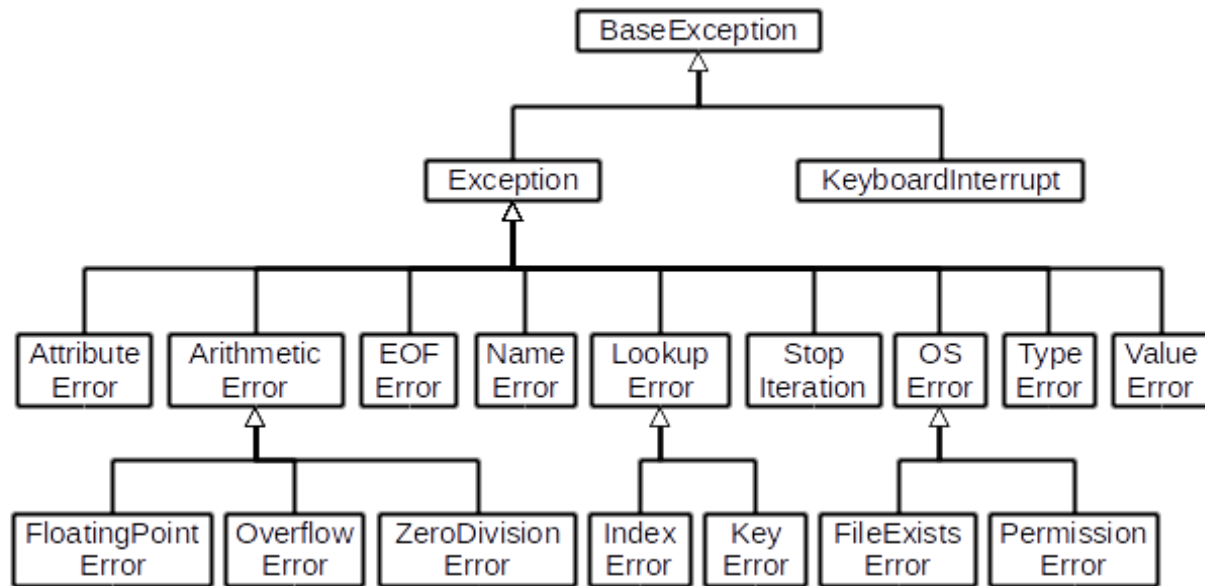 BaseException
Exception
KeyboardInterrupt
Attribute
Error
Arithmetic
Error
EOF
Error
Name
Error
Lookup
Error
Stop
Iteration
OS
Error
Type
Error
Value
Error
FloatingPoint
Error
Overflow
Error
ZeroDivision
Error
Index
Error
Key
Error
FileExists
Error
Permission
Error